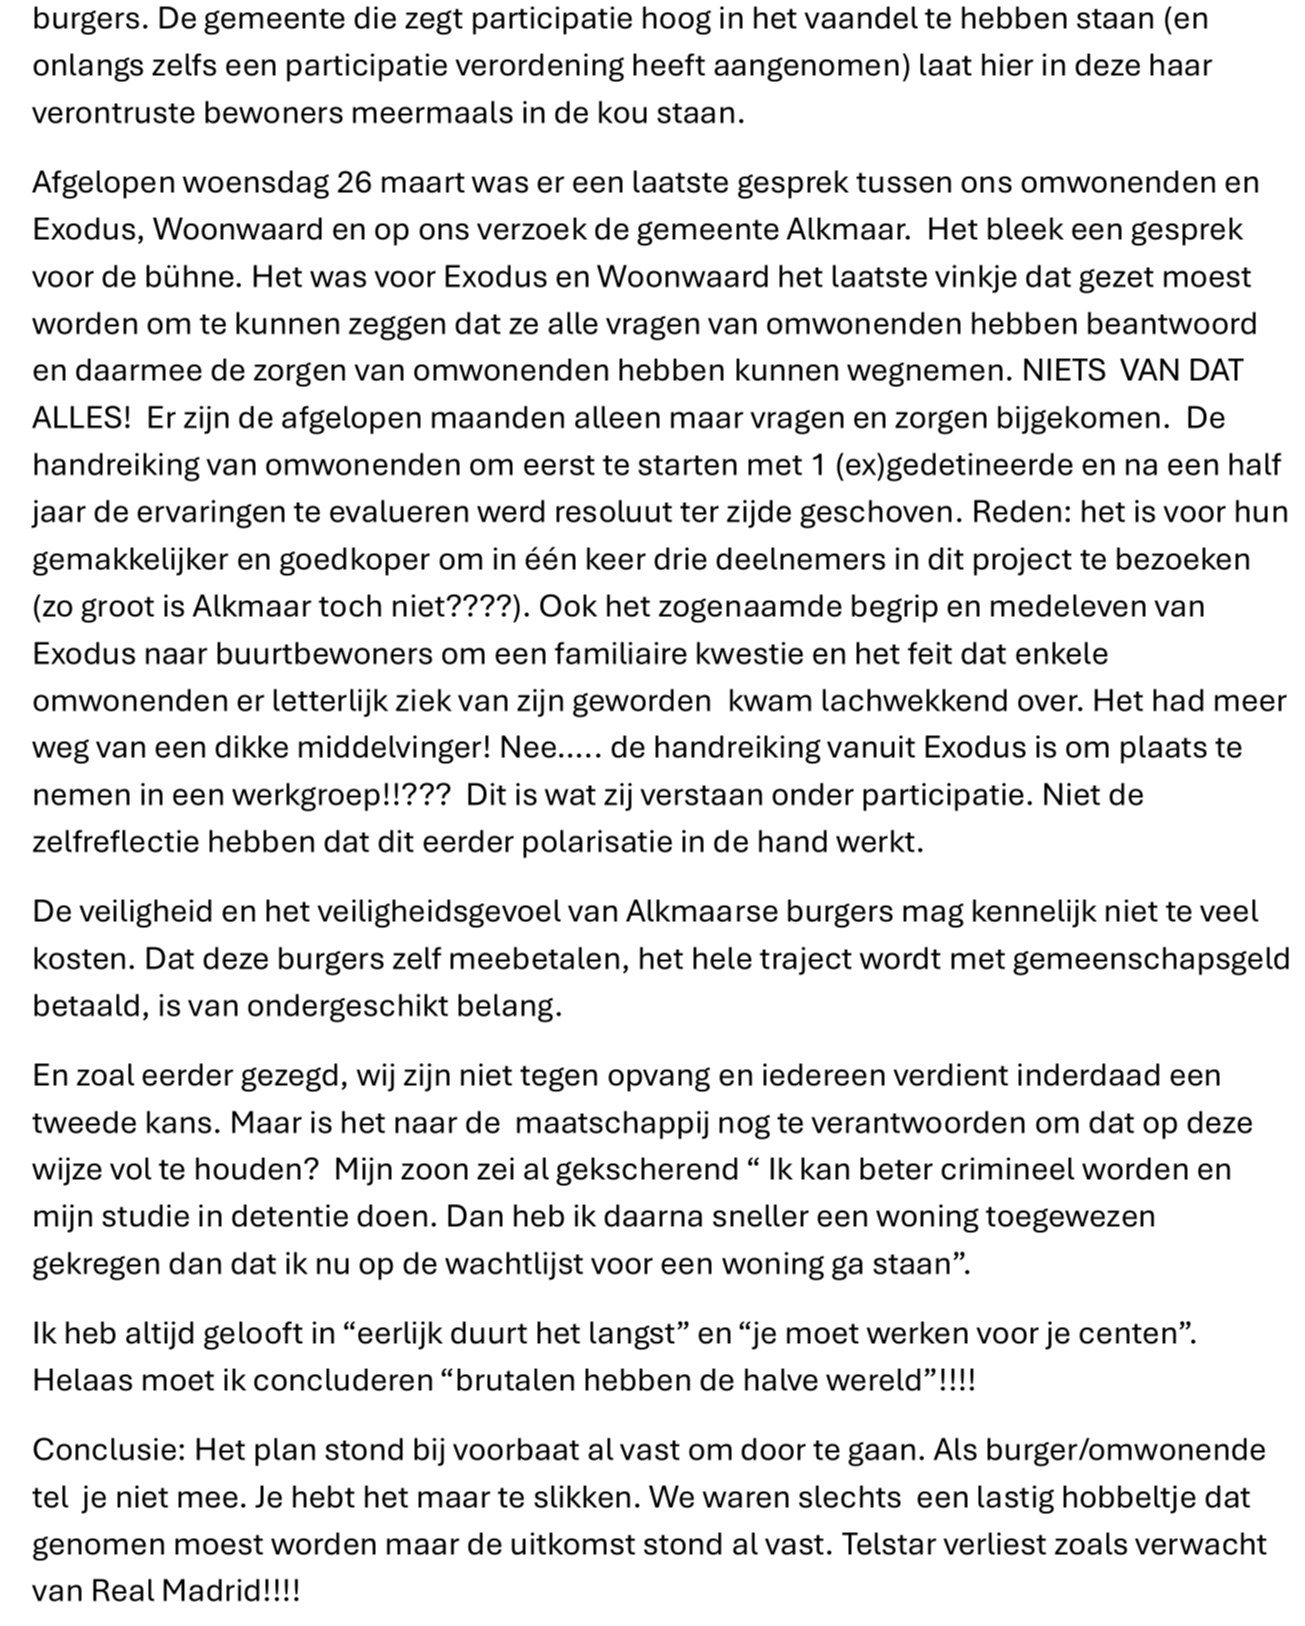 burgers. De gemeente die zegt participatie hoog in het vaandel te hebben staan (en
onlangs zelfs een participatie verordening heeft aangenomen) laat hier in deze haar
verontruste bewoners meermaals in de kou staan.
Afgelopen woensdag 26 maart was er een laatste gesprek tussen ons omwonenden en
Exodus, Woonwaard en op ons verzoek de gemeente Alkmaar.  Het bleek een gesprek
voor de bühne. Het was voor Exodus en Woonwaard het laatste vinkje dat gezet moest
worden om te kunnen zeggen dat ze alle vragen van omwonenden hebben beantwoord
en daarmee de zorgen van omwonenden hebben kunnen wegnemen. NIETS  VAN DAT
ALLES!  Er zijn de afgelopen maanden alleen maar vragen en zorgen bijgekomen.  De
handreiking van omwonenden om eerst te starten met 1 (ex)gedetineerde en na een half
jaar de ervaringen te evalueren werd resoluut ter zijde geschoven. Reden: het is voor hun
gemakkelijker en goedkoper om in één keer drie deelnemers in dit project te bezoeken
(zo groot is Alkmaar toch niet????). Ook het zogenaamde begrip en medeleven van
Exodus naar buurtbewoners om een familiaire kwestie en het feit dat enkele
omwonenden er letterlijk ziek van zijn geworden  kwam lachwekkend over. Het had meer
weg van een dikke middelvinger! Nee..... de handreiking vanuit Exodus is om plaats te
nemen in een werkgroep!!???  Dit is wat zij verstaan onder participatie. Niet de
zelfreflectie hebben dat dit eerder polarisatie in de hand werkt.
De veiligheid en het veiligheidsgevoel van Alkmaarse burgers mag kennelijk niet te veel
kosten. Dat deze burgers zelf meebetalen, het hele traject wordt met gemeenschapsgeld
betaald, is van ondergeschikt belang.
En zoal eerder gezegd, wij zijn niet tegen opvang en iedereen verdient inderdaad een
tweede kans. Maar is het naar de  maatschappij nog te verantwoorden om dat op deze
wijze vol te houden?  Mijn zoon zei al gekscherend “ Ik kan beter crimineel worden en
mijn studie in detentie doen. Dan heb ik daarna sneller een woning toegewezen
gekregen dan dat ik nu op de wachtlijst voor een woning ga staan”.
Ik heb altijd gelooft in “eerlijk duurt het langst” en “je moet werken voor je centen”.
Helaas moet ik concluderen “brutalen hebben de halve wereld”!!!!
Conclusie: Het plan stond bij voorbaat al vast om door te gaan. Als burger/omwonende
tel  je niet mee. Je hebt het maar te slikken. We waren slechts  een lastig hobbeltje dat
genomen moest worden maar de uitkomst stond al vast. Telstar verliest zoals verwacht
van Real Madrid!!!!